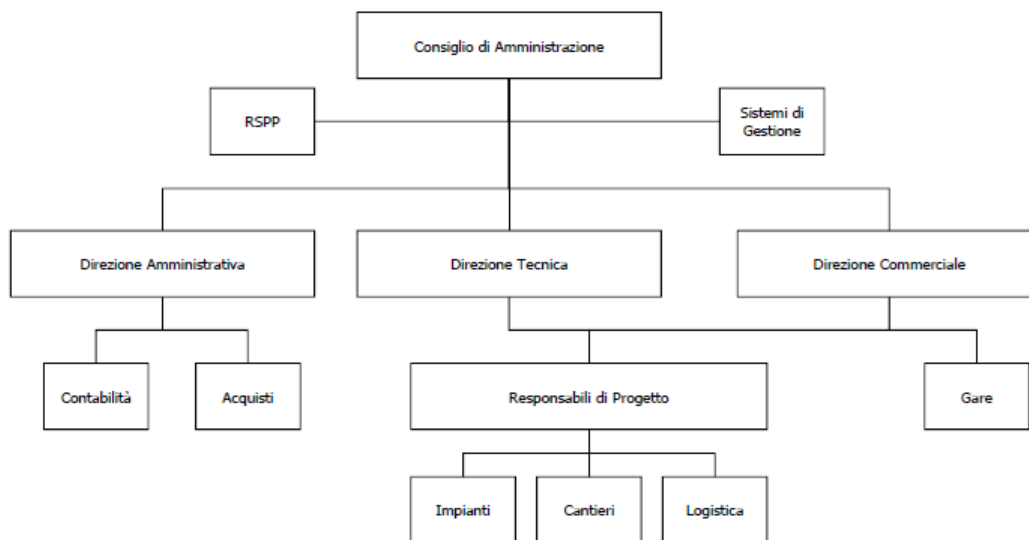 Consiglio di Amministrazione
RSPP
Sistemi di
Gestione
Direzione Amministrativa
Direzione Tecnica
Direzione Commerciale
Contabilità
Acquisti
Responsabili di Progetto
Gare
Impianti
Cantieri
Logistica